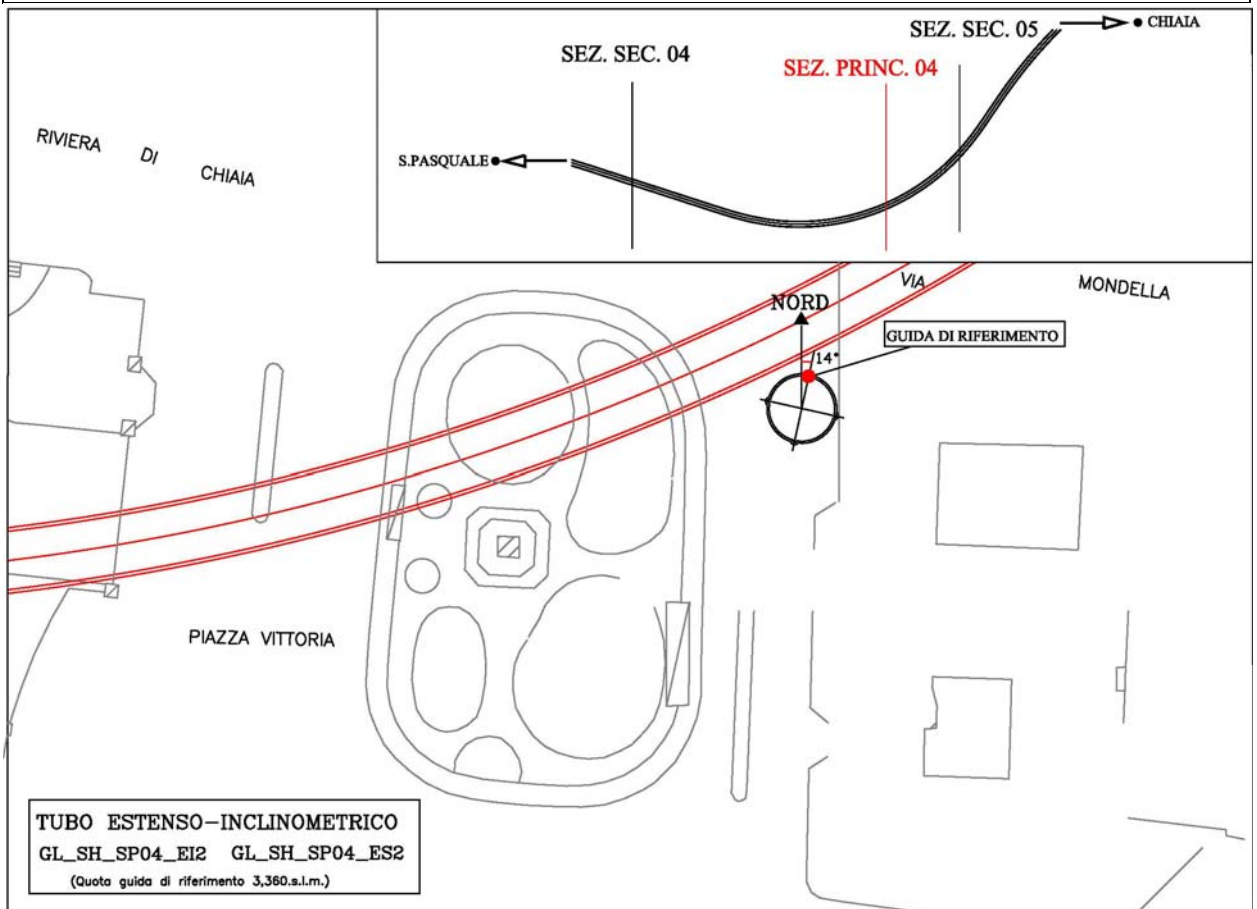 SEZ. SEC. 04
SEZ. PRINC. 04
SEZ. SEC. 05
CHIAIA
S.PASQUALE
RIVIERA DI CHIAIA
VIA MONDELLA
NORD
GUIDA DI RIFERIMENTO
14°
PIAZZA VITTORIA
TUBO ESTENSO-INCLINOMETRICO
GL_SH_SP04_EI2 GL_SH_SP04_ES2
(Quota guida di riferimento 3,360.s.l.m.)